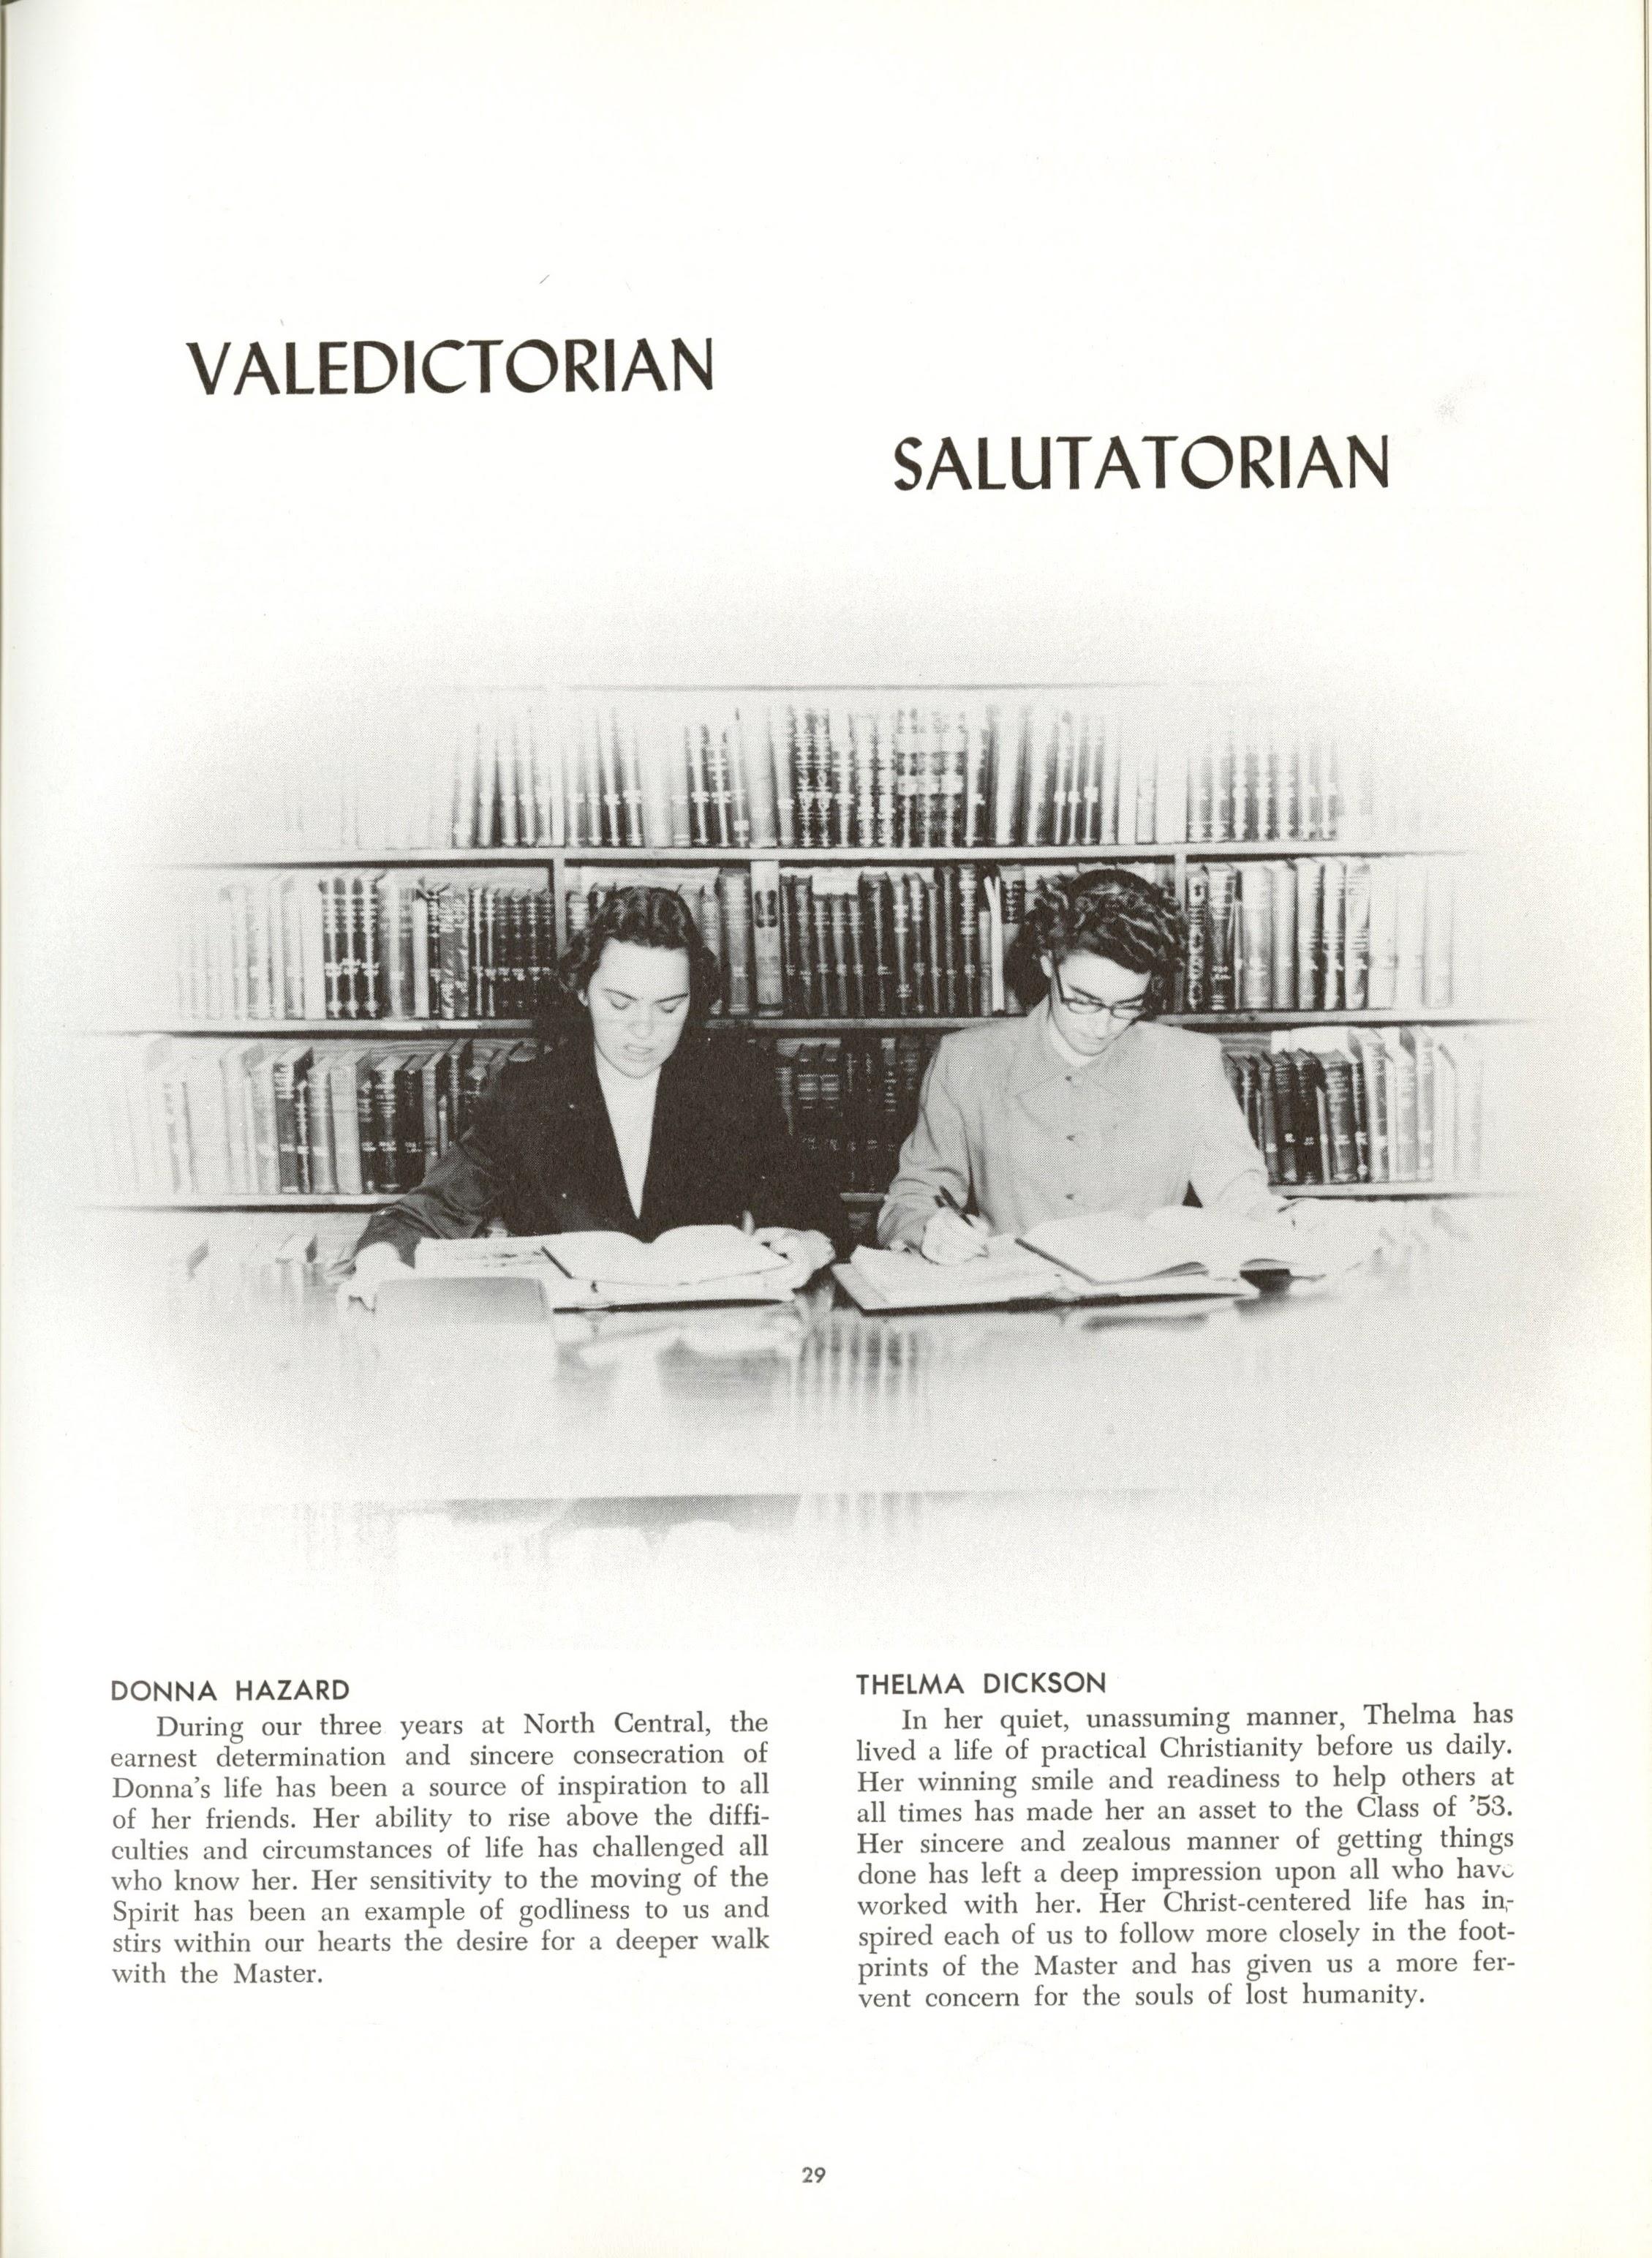 VALEDICTORIAN
SALUTATORIAN
DONNA HAZARD
During our three years at North Central, the
earnest determination and sincere consecration of
Donna's life has been a source of inspiration to all
of her friends. Her ability to rise above the diffi-
culties and circumstances of life has challenged all
who know her. Her sensitivity to the moving of the
Spirit has been an example of godliness to us and
stirs within our hearts the desire for a deeper walk
with the Master.
THELMA DICKSON
In her quiet, unassuming manner, Thelma has
lived a life of practical Christianity before us daily.
Her winning smile and readiness to help others at
all times has made her an asset to the Class of '53.
Her sincere and zealous manner of getting things
done has left a deep impression upon all who have
worked with her. Her Christ-centered life has in-
spired each of us to follow more closely in the foot-
prints of the Master and has given us a more fer-
vent concern for the souls of lost humanity.
29